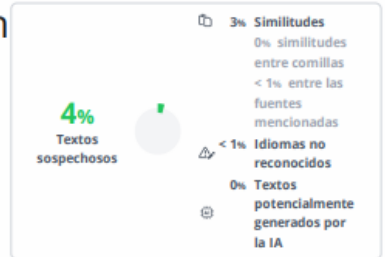 n
4%
Textos
sospechosos
3% Similitudes
0% similitudes
entre comillas
< 1% entre las
fuentes
mencionadas
< 1% Idiomas no
reconocidos
0% Textos
potencialmente
generados por
la IA